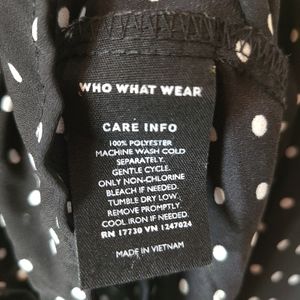 WHO WHAT WEAR
CARE INFO
100% POLYESTER
MACHINE WASH COLD
SEPARATELY.
GENTLE CYCLE.
ONLY NON-CHLORINE
BLEACH IF NEEDED.
TUMBLE DRY LOW.
REMOVE PROMPTLY.
COOL IRON IF NEEDED.
RN 17730 VN 1247024
MADE IN VIETNAM